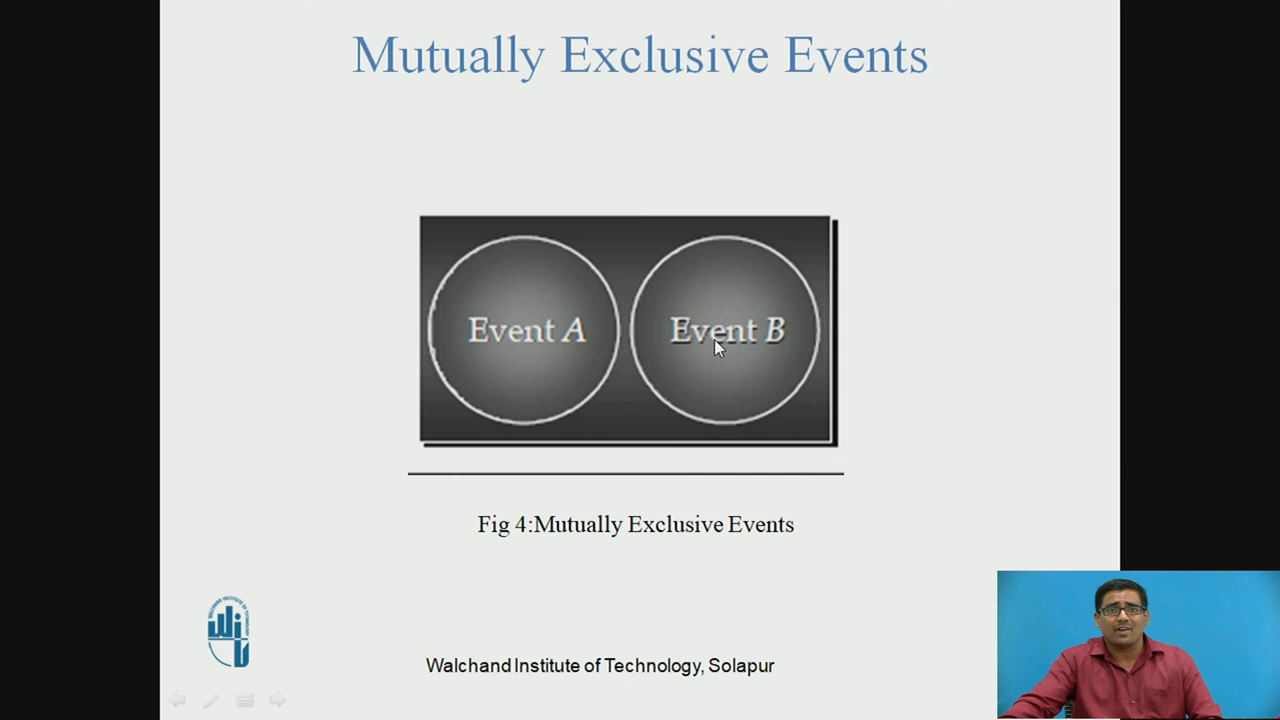 Mutually Exclusive Events
Event A
Event B
Fig 4:Mutually Exclusive Events
Walchand Institute of Technology, Solapur